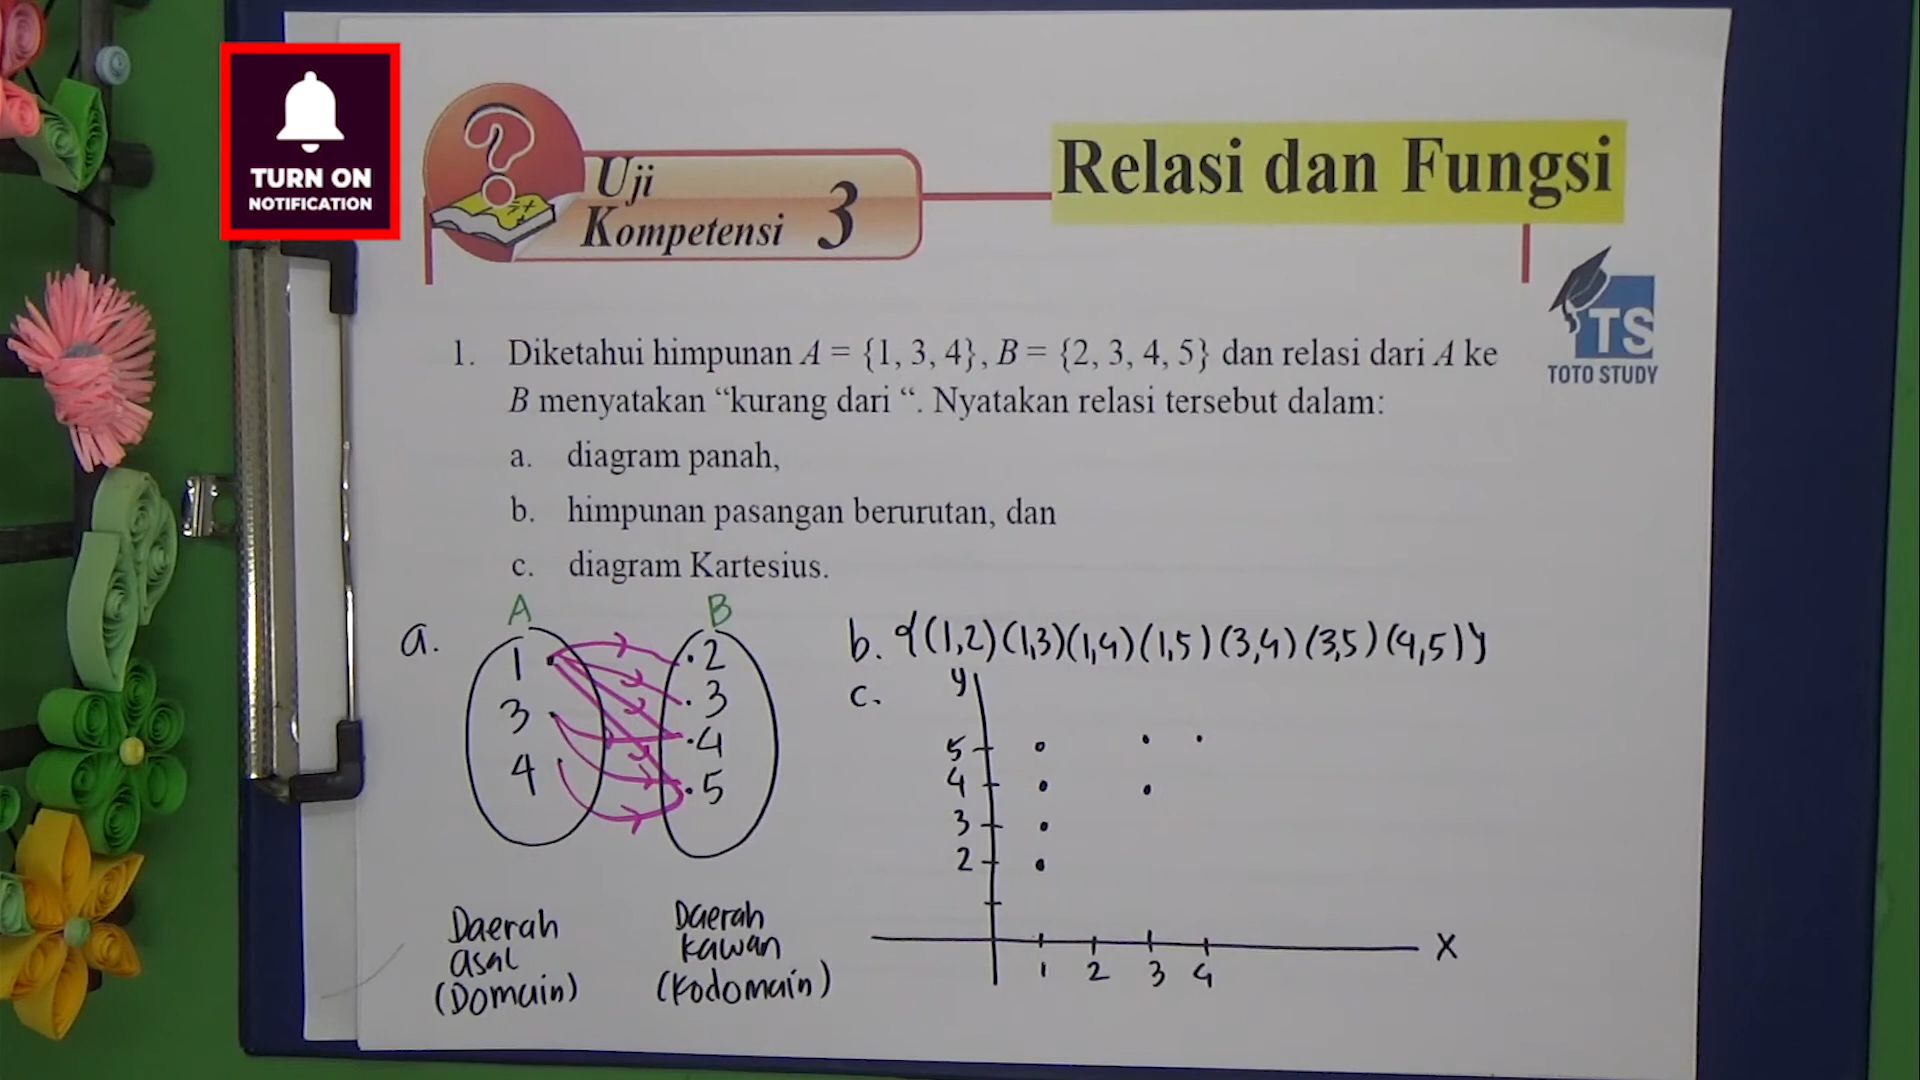 TURN ON
NOTIFICATION
Uji
Kompetensi 3
Relasi dan Fungsi
TS
TOTO STUDY
1. Diketahui himpunan A = {1, 3, 4}, B = {2, 3, 4, 5} dan relasi dari A ke
B menyatakan “kurang dari “. Nyatakan relasi tersebut dalam:
a. diagram panah,
b. himpunan pasangan berurutan, dan
c. diagram Kartesius.
a.
A B
1 2
3 3
4 4
5
Daerah
asal
(Domain)
Daerah
kawan
(Kodomain)
b. {(1,2)(1,3)(1,4)(1,5)(3,4)(3,5)(4,5)}
c.
y
5
4
3
2
1 2 3 4
X